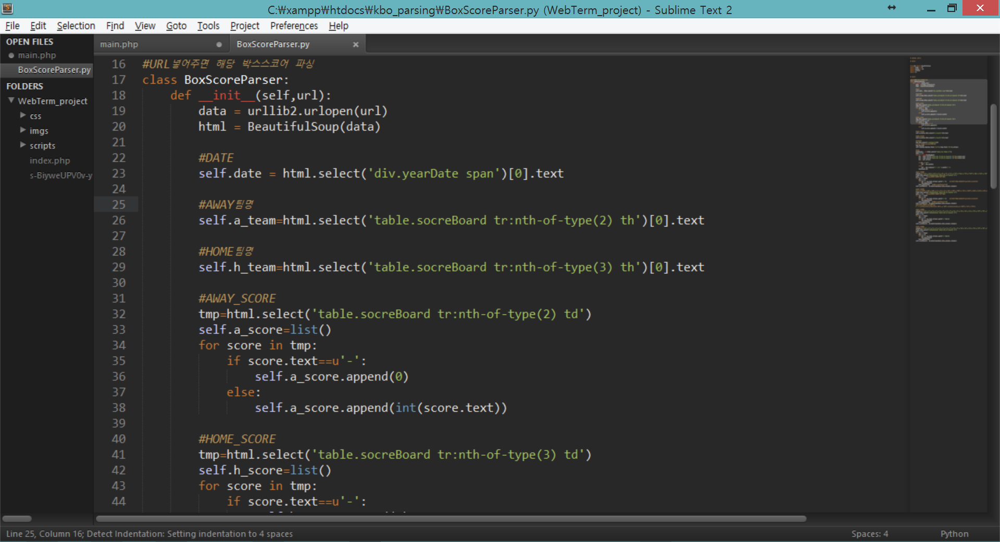 C:\xampp\htdocs\kbo_parsing\BoxScoreParser.py (WebTerm_project) - Sublime Text 2
File Edit Selection Find View Goto Tools Project Preferences Help
OPEN FILES
main.php
BoxScoreParser.py
FOLDERS
WebTerm_project
css
imgs
scripts
index.php
s-BiyweUPV0v-y
main.php
BoxScoreParser.py
16 #URL넣어주면 해당 박스스코어 파싱
17 class BoxScoreParser:
18 def __init__(self,url):
19 data = urllib2.urlopen(url)
20 html = BeautifulSoup(data)
21
22 #DATE
23 self.date = html.select('div.yearDate span')[0].text
24
25 #AWAY팀명
26 self.a_team=html.select('table.socreBoard tr:nth-of-type(2) th')[0].text
27
28 #HOME팀명
29 self.h_team=html.select('table.socreBoard tr:nth-of-type(3) th')[0].text
30
31 #AWAY_SCORE
32 tmp=html.select('table.socreBoard tr:nth-of-type(2) td')
33 self.a_score=list()
34 for score in tmp:
35 if score.text==u'-':
36 self.a_score.append(0)
37 else:
38 self.a_score.append(int(score.text))
39
40 #HOME_SCORE
41 tmp=html.select('table.socreBoard tr:nth-of-type(3) td')
42 self.h_score=list()
43 for score in tmp:
44 if score.text==u'-':
Line 25, Column 16; Detect Indentation: Setting indentation to 4 spaces
Spaces: 4
Python